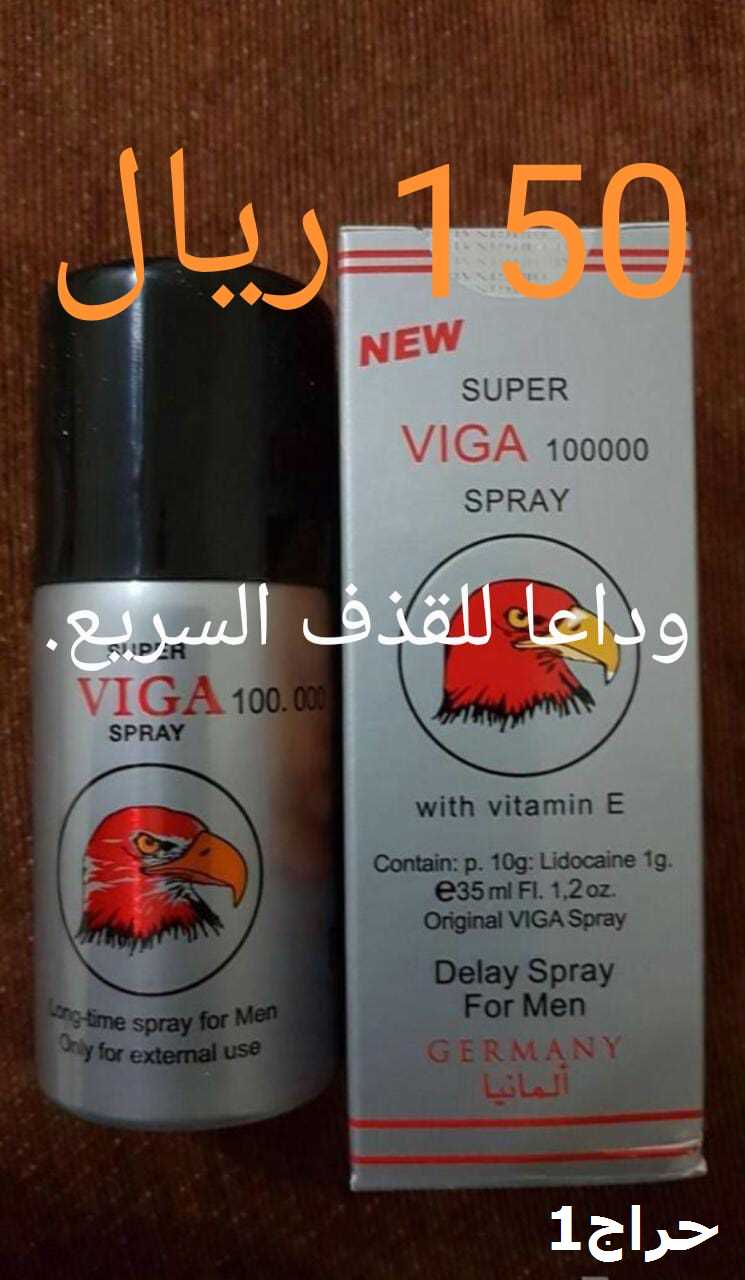 150 ريال
NEW
SUPER
VIGA 100000
SPRAY
وداعا للقذف السريع.
with vitamin E
Contain: p. 10g: Lidocaine 1g.
e35 ml Fl. 1,2 oz.
Original VIGA Spray
Delay Spray
For Men
GERMANY
ألمانيا
SUPER
VIGA 100.000
SPRAY
Long-time spray for Men
Only for external use
حراج1